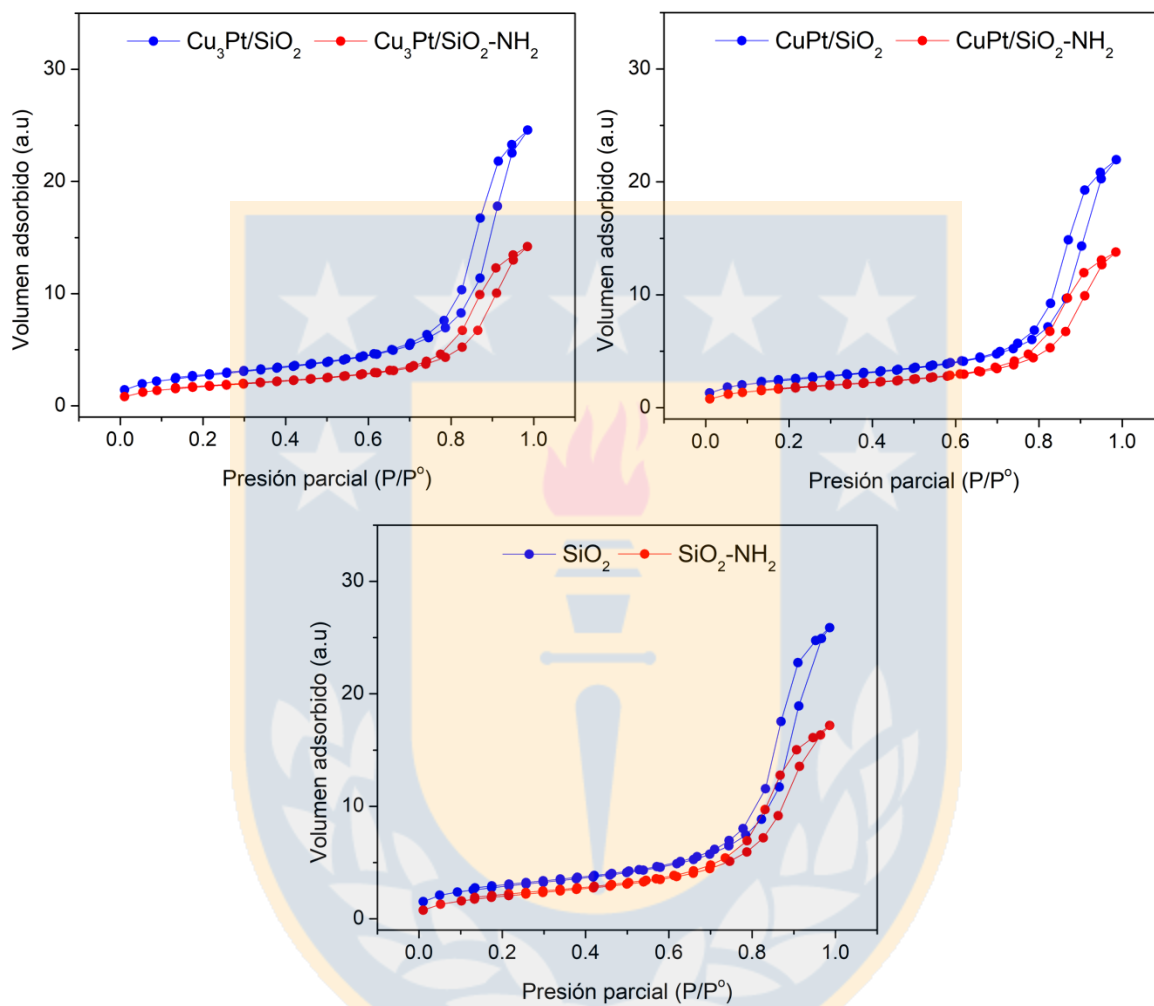 Cu₃Pt/SiO₂ Cu₃Pt/SiO₂-NH₂
30
20
10
0
Volumen adsorbido (a.u)
0.0 0.2 0.4 0.6 0.8 1.0
Presión parcial (P/Pº)
CuPt/SiO₂ CuPt/SiO₂-NH₂
30
20
10
0
Volumen adsorbido (a.u)
0.0 0.2 0.4 0.6 0.8 1.0
Presión parcial (P/Pº)
SiO₂ SiO₂-NH₂
30
20
10
0
Volumen adsorbido (a.u)
0.0 0.2 0.4 0.6 0.8 1.0
Presión parcial (P/Pº)